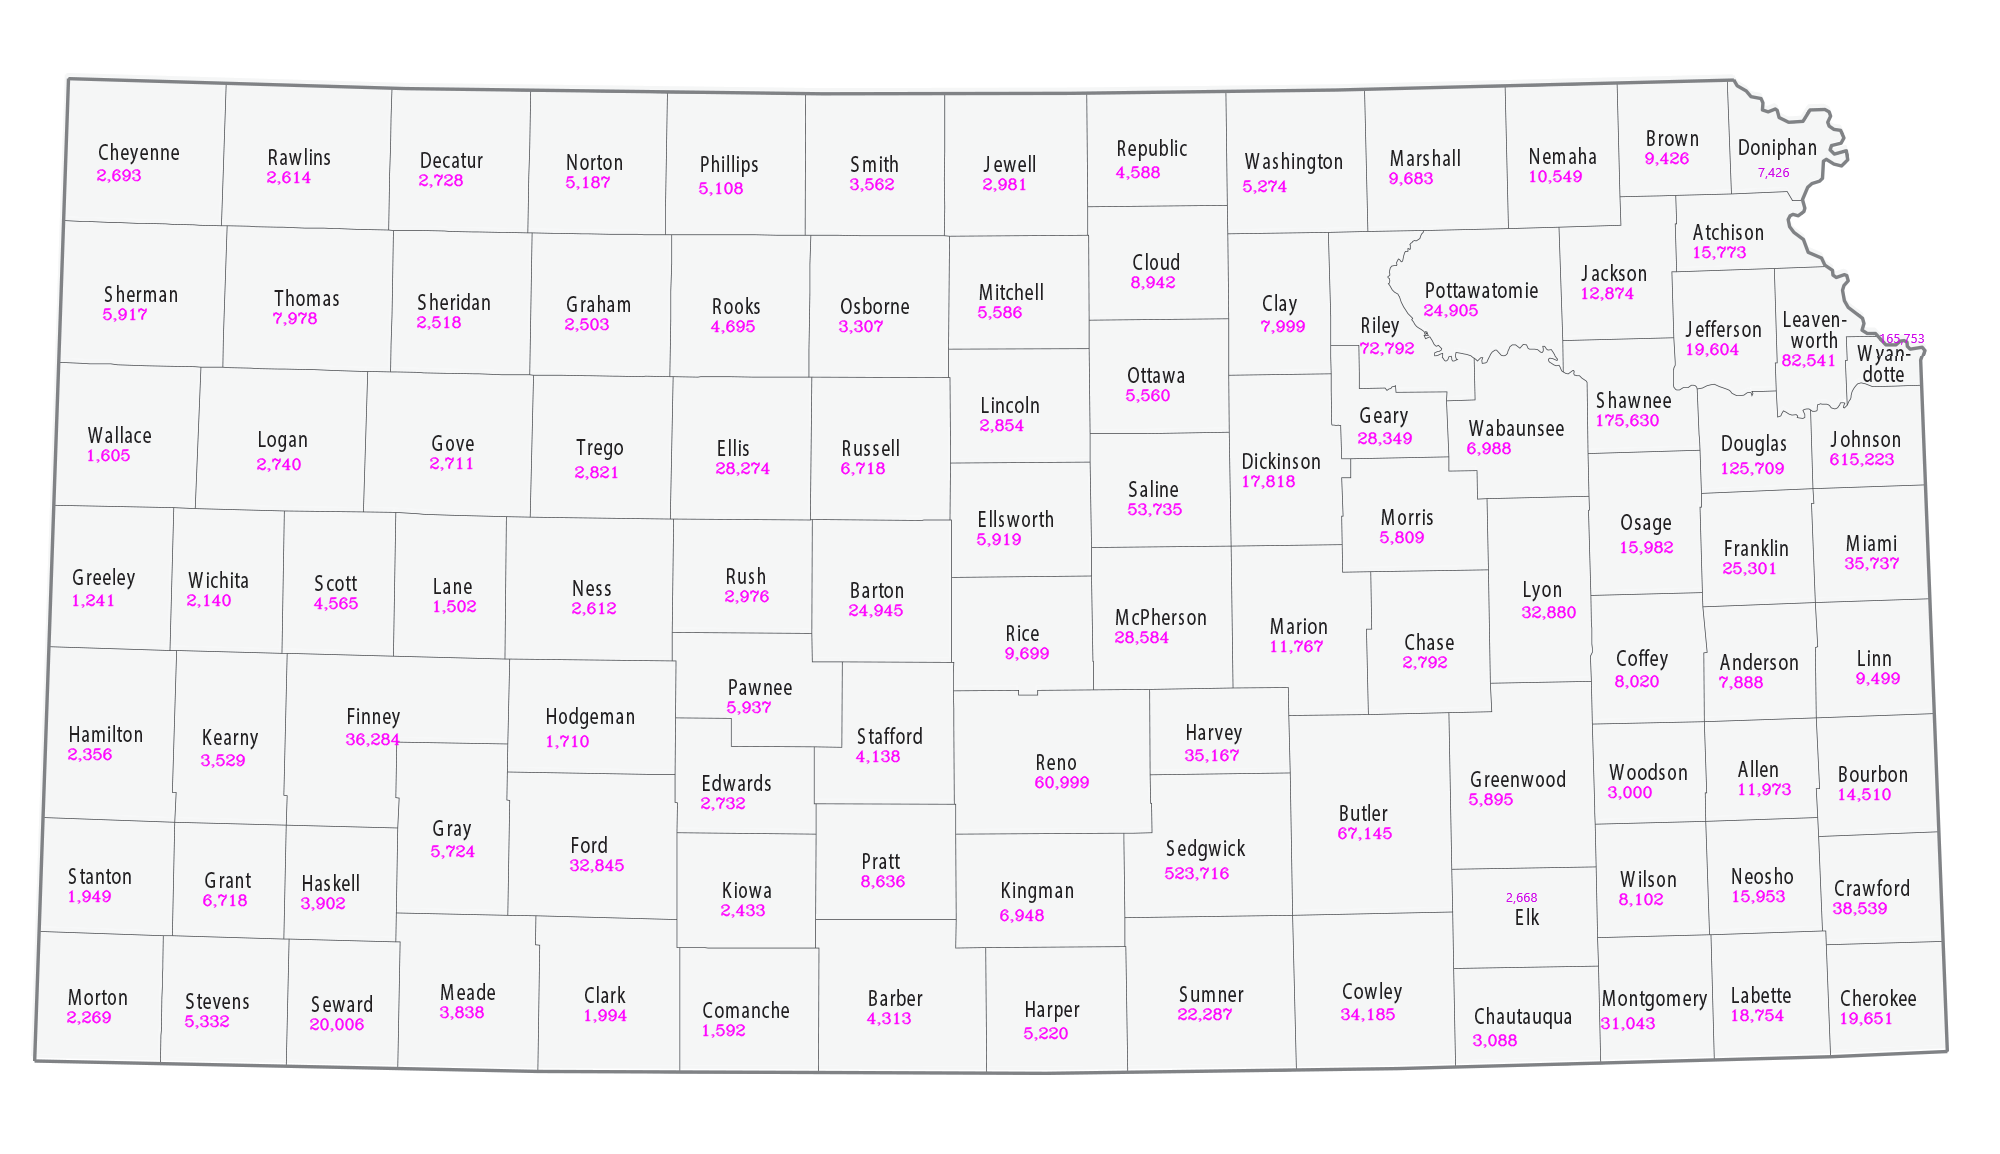 Cheyenne
2,693
Rawlins
2,614
Decatur
2,728
Norton
5,187
Phillips
5,108
Smith
3,562
Jewell
2,981
Republic
4,588
Washington
5,274
Marshall
9,683
Nemaha
10,549
Brown
9,426
Doniphan
7,426
Sherman
5,917
Thomas
7,978
Sheridan
2,518
Graham
2,503
Rooks
4,695
Osborne
3,307
Mitchell
5,586
Cloud
8,942
Clay
7,999
Riley
72,792
Pottawatomie
24,905
Jackson
12,874
Atchison
15,773
Jefferson
19,604
Leaven-
worth
82,541
165,753
Wyan-
dotte
Wallace
1,605
Logan
2,740
Gove
2,711
Trego
2,821
Ellis
28,274
Russell
6,718
Lincoln
2,854
Ottawa
5,560
Saline
53,735
Dickinson
17,818
Geary
28,349
Wabaunsee
6,988
Shawnee
175,630
Douglas
125,709
Johnson
615,223
Greeley
1,241
Wichita
2,140
Scott
4,565
Lane
1,502
Ness
2,612
Rush
2,976
Barton
24,945
Ellsworth
5,919
Rice
9,699
McPherson
28,584
Marion
11,767
Morris
5,809
Chase
2,792
Lyon
32,880
Osage
15,982
Franklin
25,301
Miami
35,737
Hamilton
2,356
Kearny
3,529
Finney
36,284
Hodgeman
1,710
Pawnee
5,937
Edwards
2,732
Stafford
4,138
Reno
60,999
Harvey
35,167
Butler
67,145
Greenwood
5,895
Coffey
8,020
Anderson
7,888
Linn
9,499
Woodson
3,000
Allen
11,973
Bourbon
14,510
Stanton
1,949
Grant
6,718
Haskell
3,902
Gray
5,724
Ford
32,845
Kiowa
2,433
Pratt
8,636
Kingman
6,948
Sedgwick
523,716
2,668
Elk
Wilson
8,102
Neosho
15,953
Crawford
38,539
Morton
2,269
Stevens
5,332
Seward
20,006
Meade
3,838
Clark
1,994
Comanche
1,592
Barber
4,313
Harper
5,220
Sumner
22,287
Cowley
34,185
Chautauqua
3,088
Montgomery
31,043
Labette
18,754
Cherokee
19,651